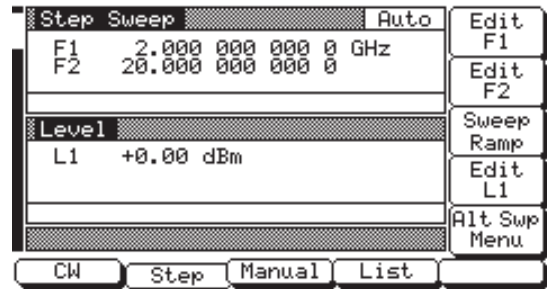 Step Sweep Auto
F1 2.000 000 000 0 GHz
F2 20.000 000 000 0
Level
L1 +0.00 dBm
Edit
F1
Edit
F2
Sweep
Ramp
Edit
L1
Alt Swp
Menu
CW Step Manual List